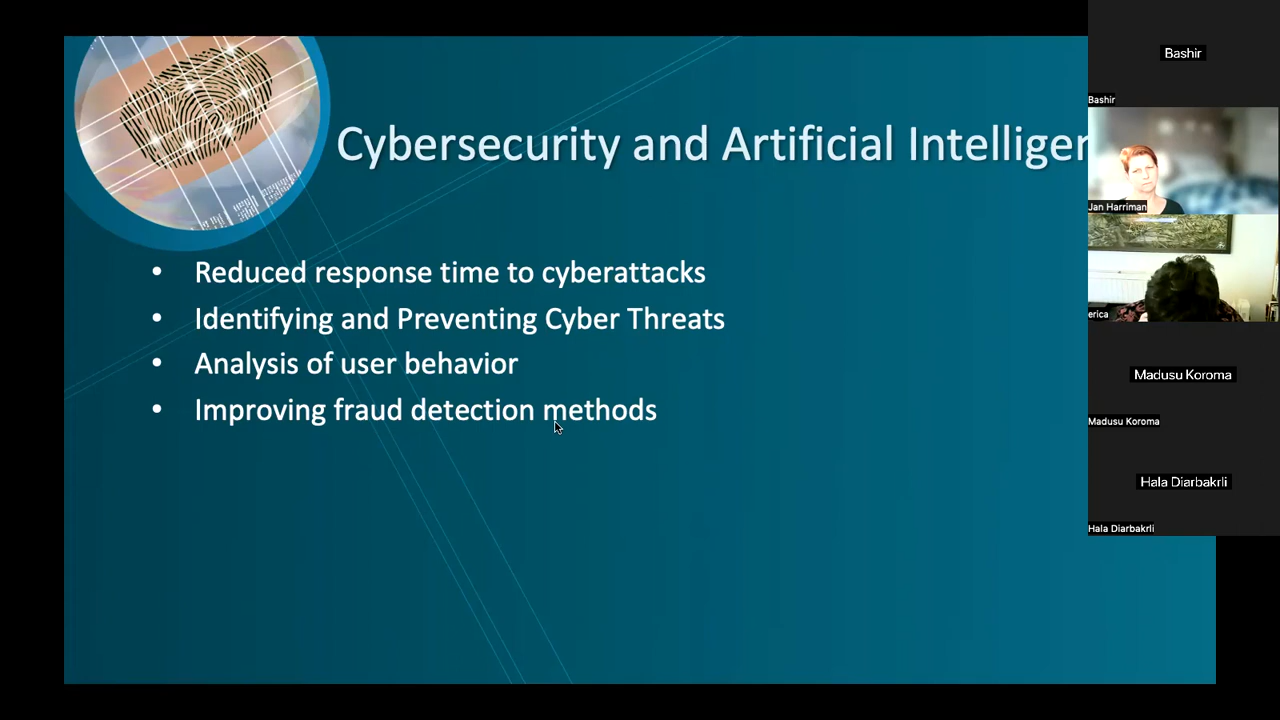 Cybersecurity and Artificial Intelligen
• Reduced response time to cyberattacks
• Identifying and Preventing Cyber Threats
• Analysis of user behavior
• Improving fraud detection methods
Bashir
Bashir
Jan Harriman
erica
Madusu Koroma
Madusu Koroma
Hala Diarbakrli
Hala Diarbakrli